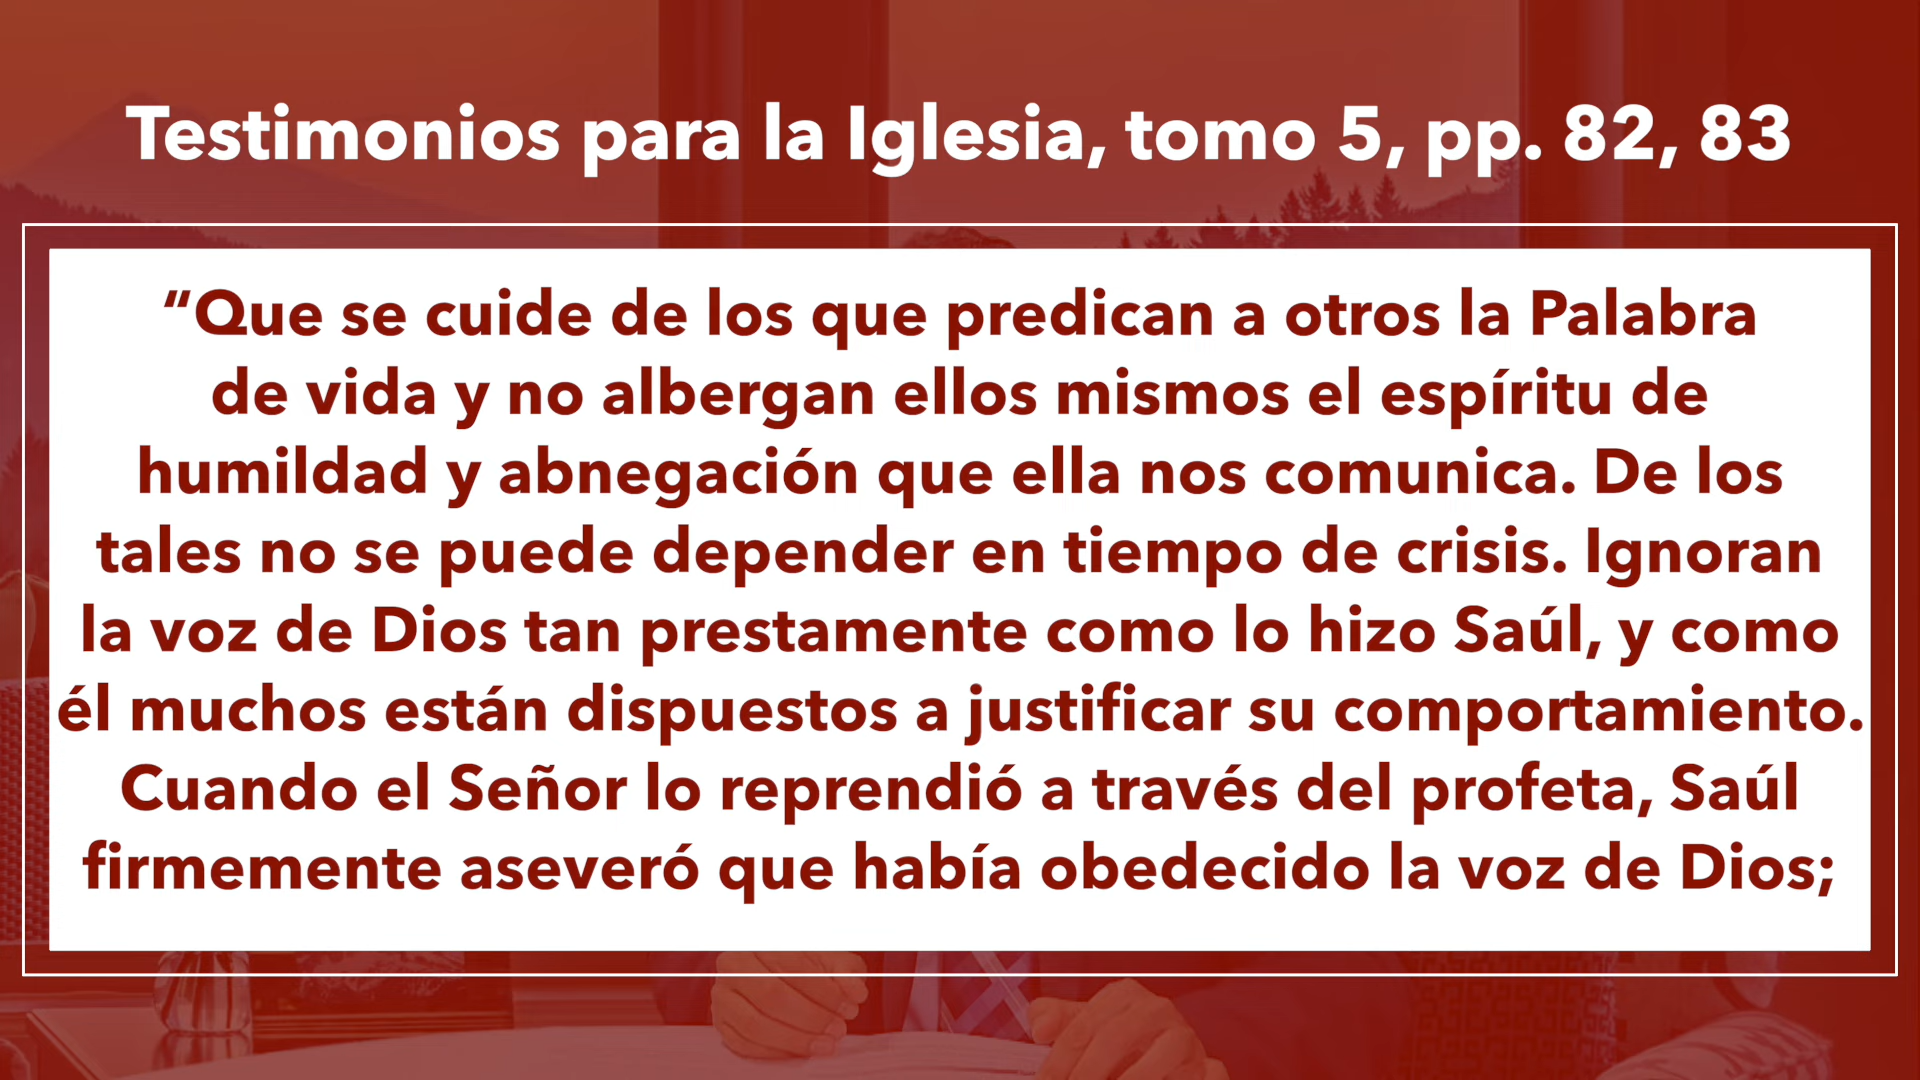 Testimonios para la Iglesia, tomo 5, pp. 82, 83
“Que se cuide de los que predican a otros la Palabra
de vida y no albergan ellos mismos el espíritu de
humildad y abnegación que ella nos comunica. De los
tales no se puede depender en tiempo de crisis. Ignoran
la voz de Dios tan prestamente como lo hizo Saúl, y como
él muchos están dispuestos a justificar su comportamiento.
Cuando el Señor lo reprendió a través del profeta, Saúl
firmemente aseveró que había obedecido la voz de Dios;